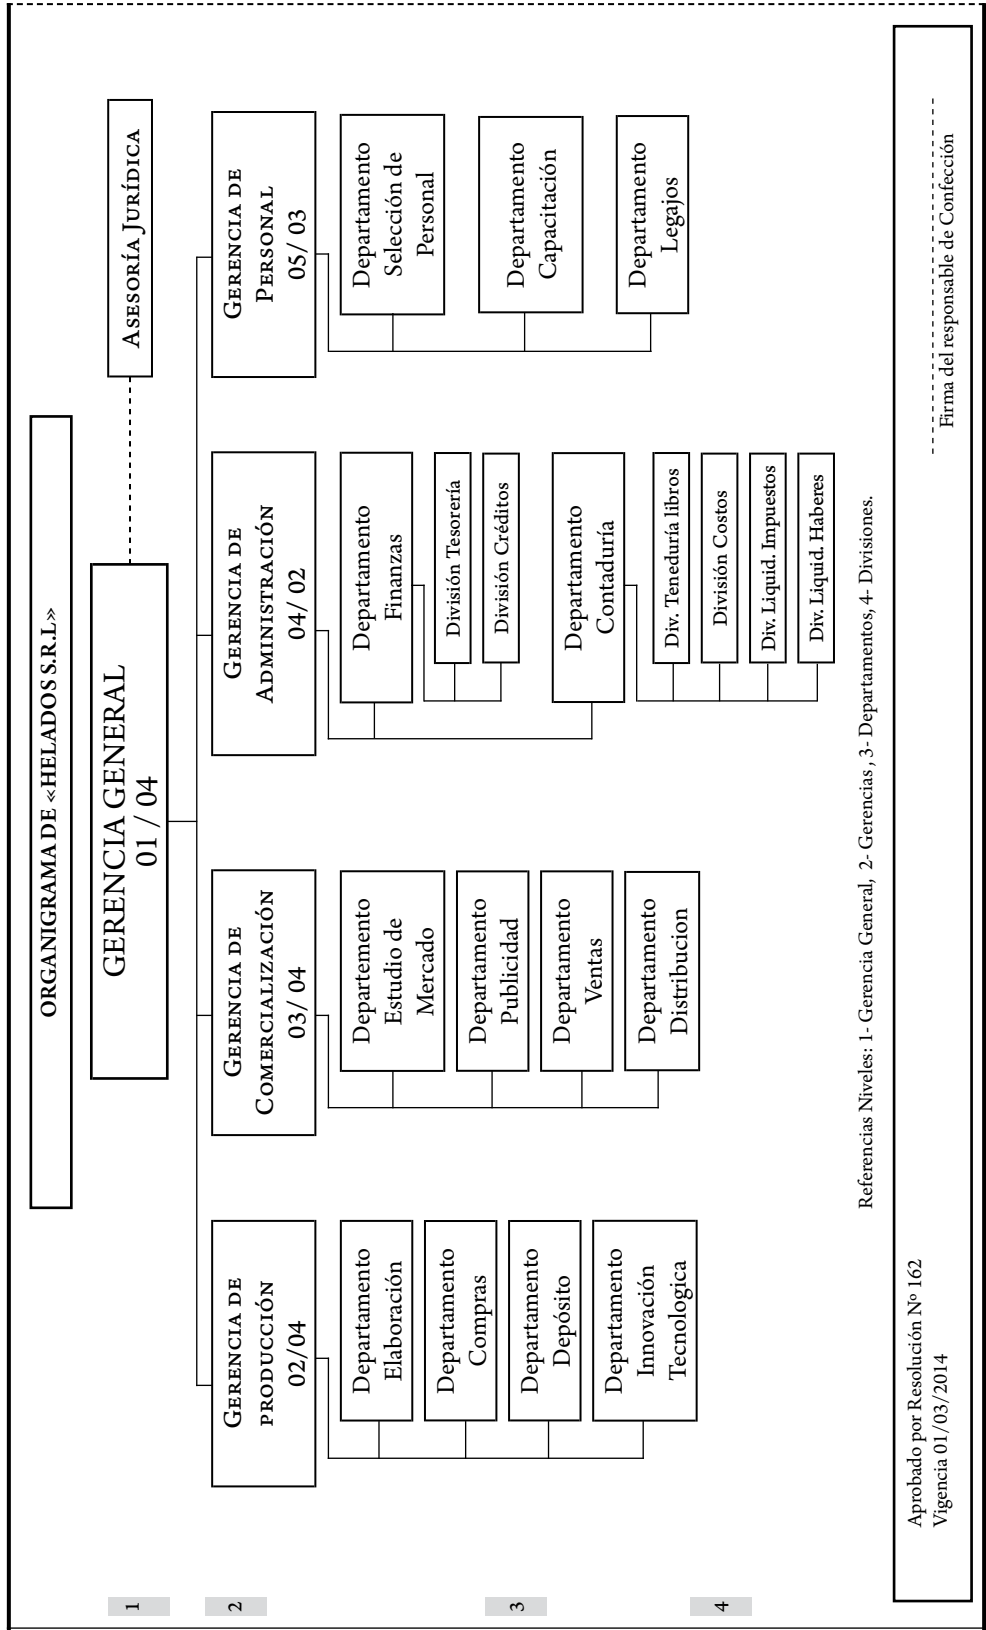 ORGANIGRAMA DE «HELADOS S.R.L»
1
GERENCIA GENERAL
01 / 04
ASESORÍA JURÍDICA
2
GERENCIA DE
PRODUCCIÓN
02/04
GERENCIA DE
COMERCIALIZACIÓN
03/ 04
GERENCIA DE
ADMINISTRACIÓN
04/ 02
GERENCIA DE
PERSONAL
05/ 03
3
Departamento
Elaboración
Departamento
Compras
Departamento
Depósito
Departamento
Innovación
Tecnologica
Departemento
Estudio de
Mercado
Departamento
Publicidad
Departamento
Ventas
Departamento
Distribucion
Departamento
Finanzas
División Tesorería
División Créditos
Departamento
Contaduría
4
Div. Teneduría libros
División Costos
Div. Liquid. Impuestos
Div. Liquid. Haberes
Departamento
Selección de
Personal
Departamento
Capacitación
Departamento
Legajos
Referencias Niveles: 1- Gerencia General, 2- Gerencias , 3- Departamentos, 4- Divisiones.
Aprobado por Resolución Nº 162
Vigencia 01/03/2014
Firma del responsable de Confección